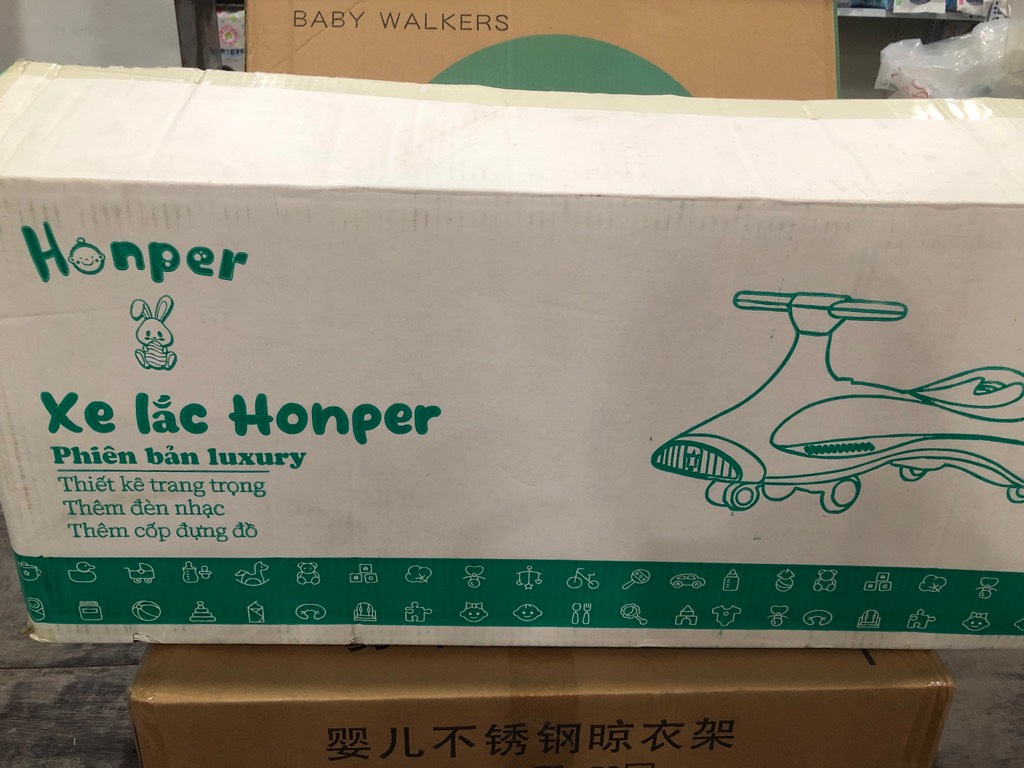 BABY WALKERS
Honper
Xe lắc Honper
Phiên bản luxury
Thiết kê trang trọng
Thêm đèn nhạc
Thêm cốp đựng đồ
婴儿不锈钢晾衣架